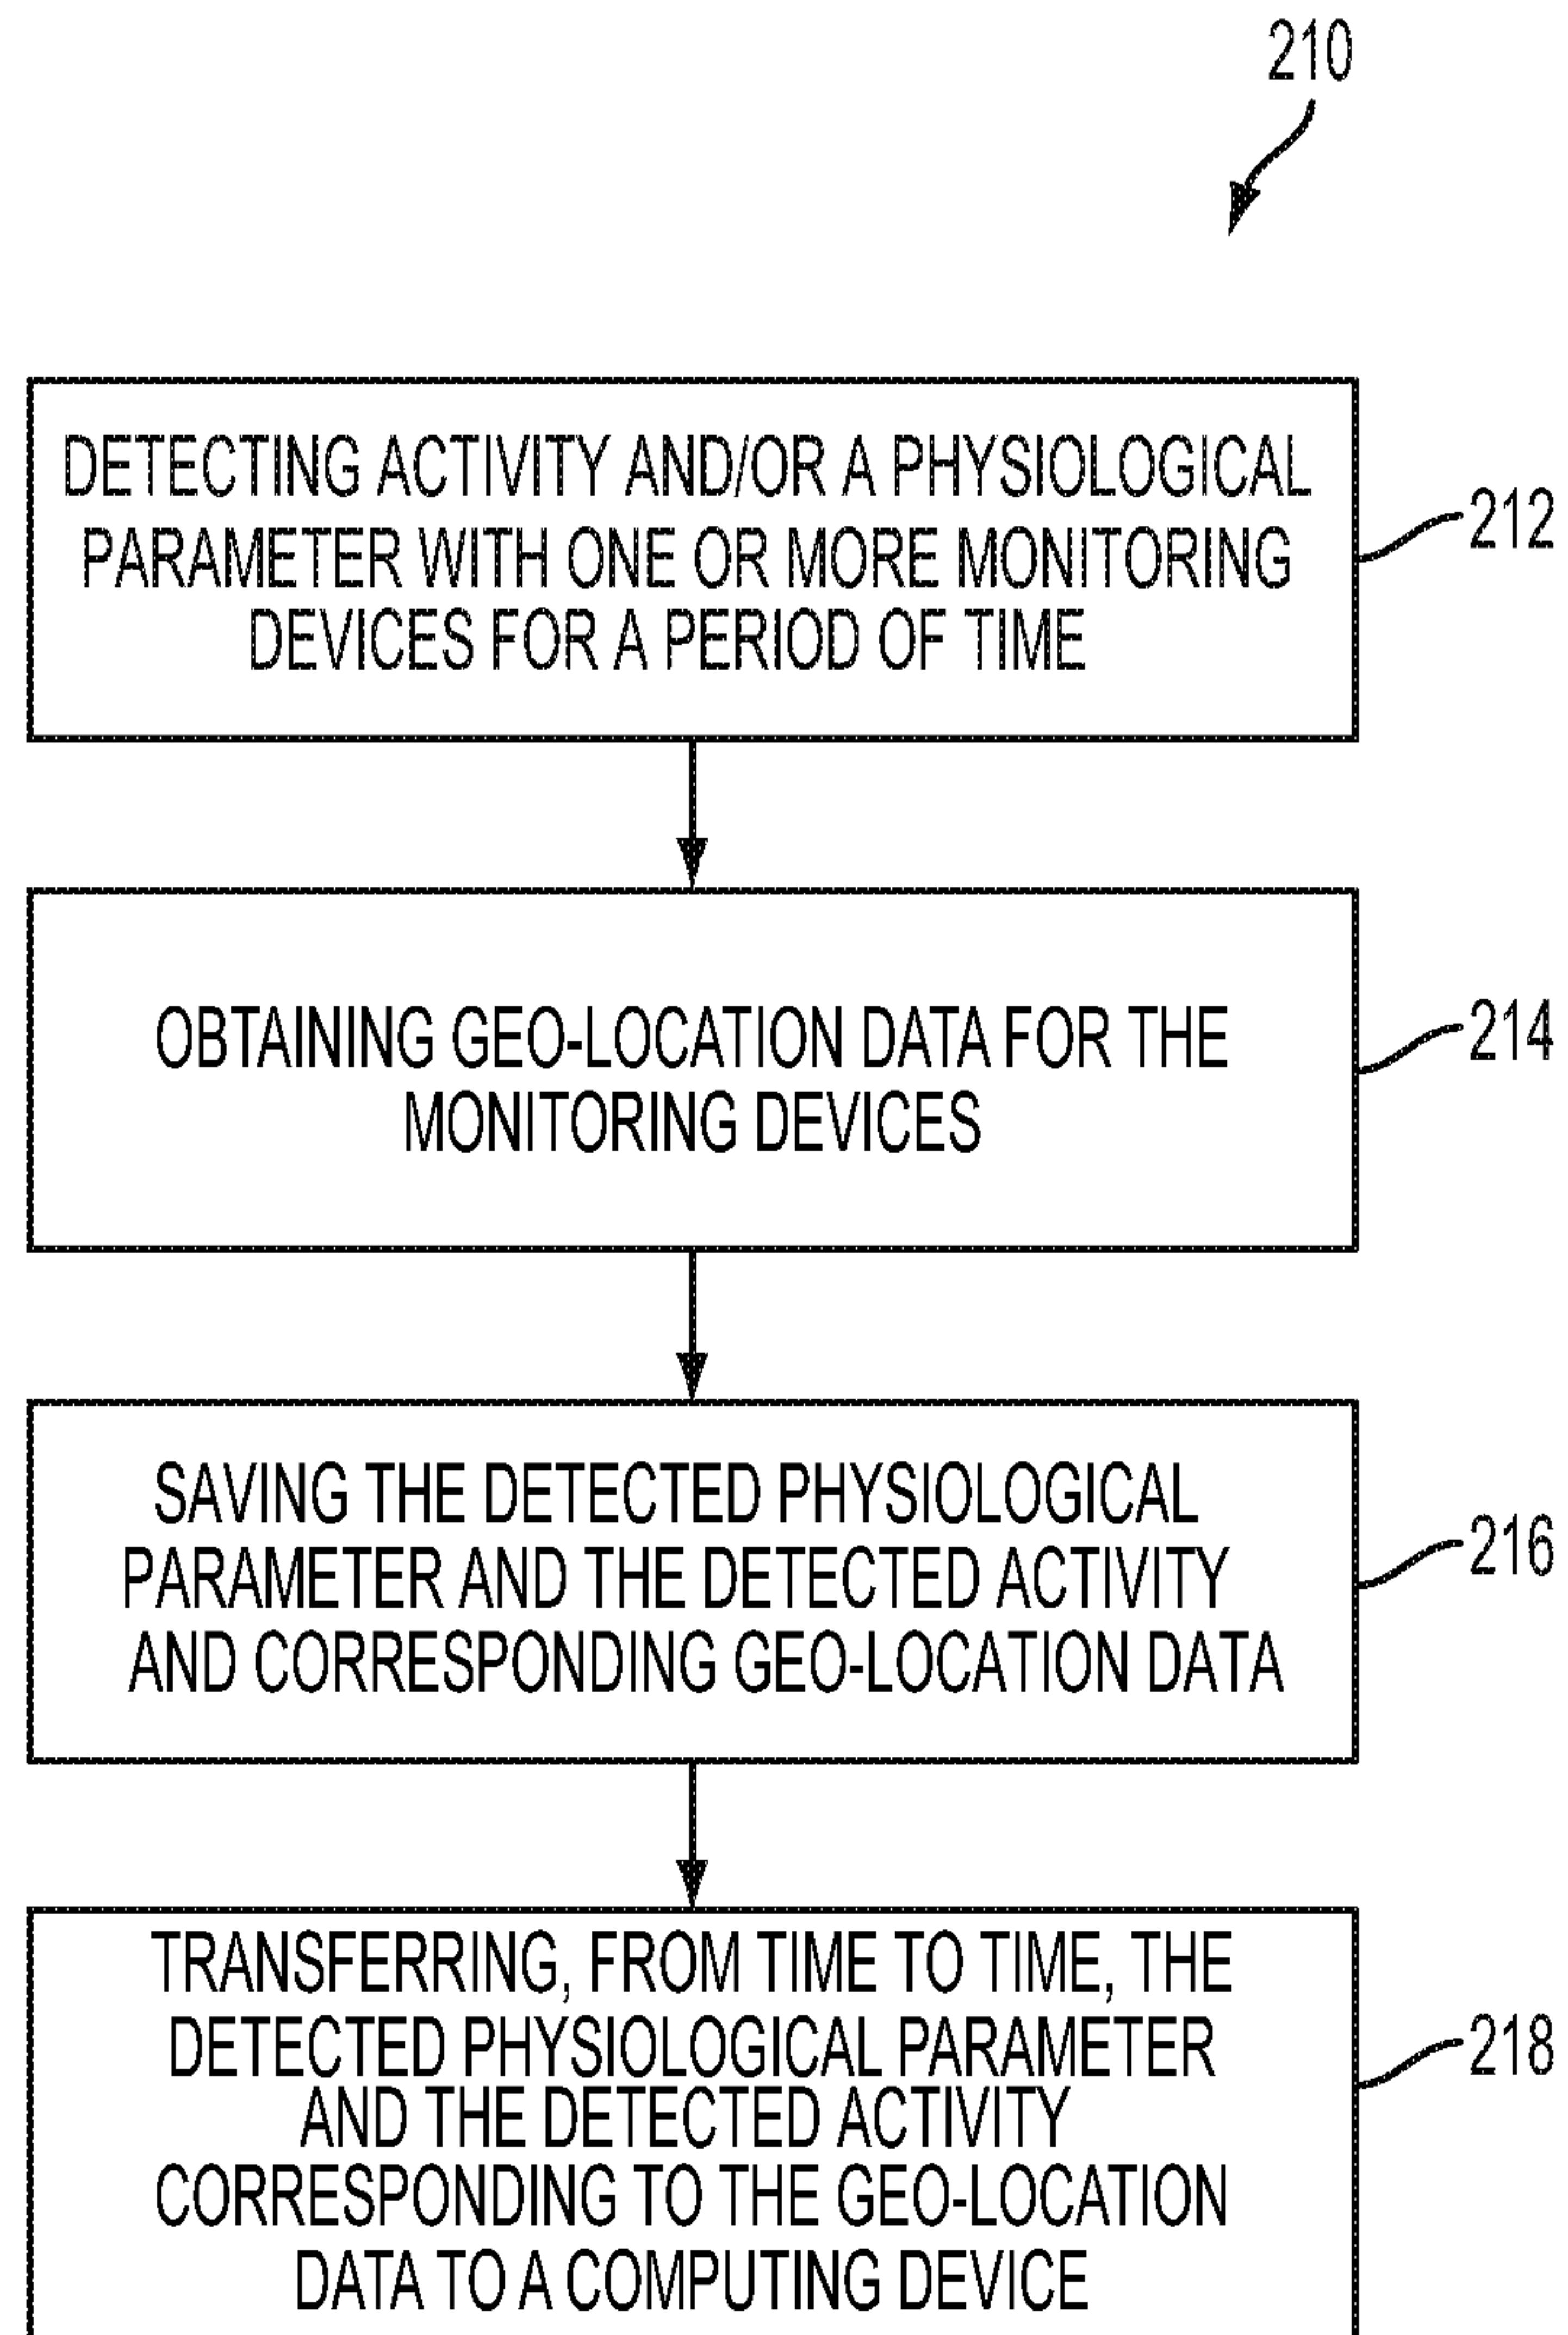 210
DETECTING ACTIVITY AND/OR A PHYSIOLOGICAL
PARAMETER WITH ONE OR MORE MONITORING
DEVICES FOR A PERIOD OF TIME
212
OBTAINING GEO-LOCATION DATA FOR THE
MONITORING DEVICES
214
SAVING THE DETECTED PHYSIOLOGICAL
PARAMETER AND THE DETECTED ACTIVITY
AND CORRESPONDING GEO-LOCATION DATA
216
TRANSFERRING, FROM TIME TO TIME, THE
DETECTED PHYSIOLOGICAL PARAMETER
AND THE DETECTED ACTIVITY
CORRESPONDING TO THE GEO-LOCATION
DATA TO A COMPUTING DEVICE
218